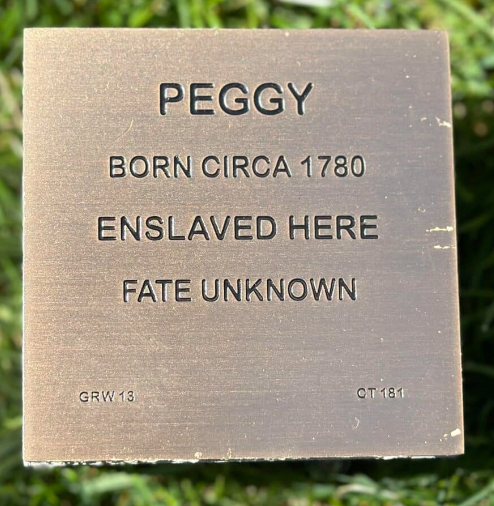 PEGGY
BORN CIRCA 1780
ENSLAVED HERE
FATE UNKNOWN
GRW 13 CT 181